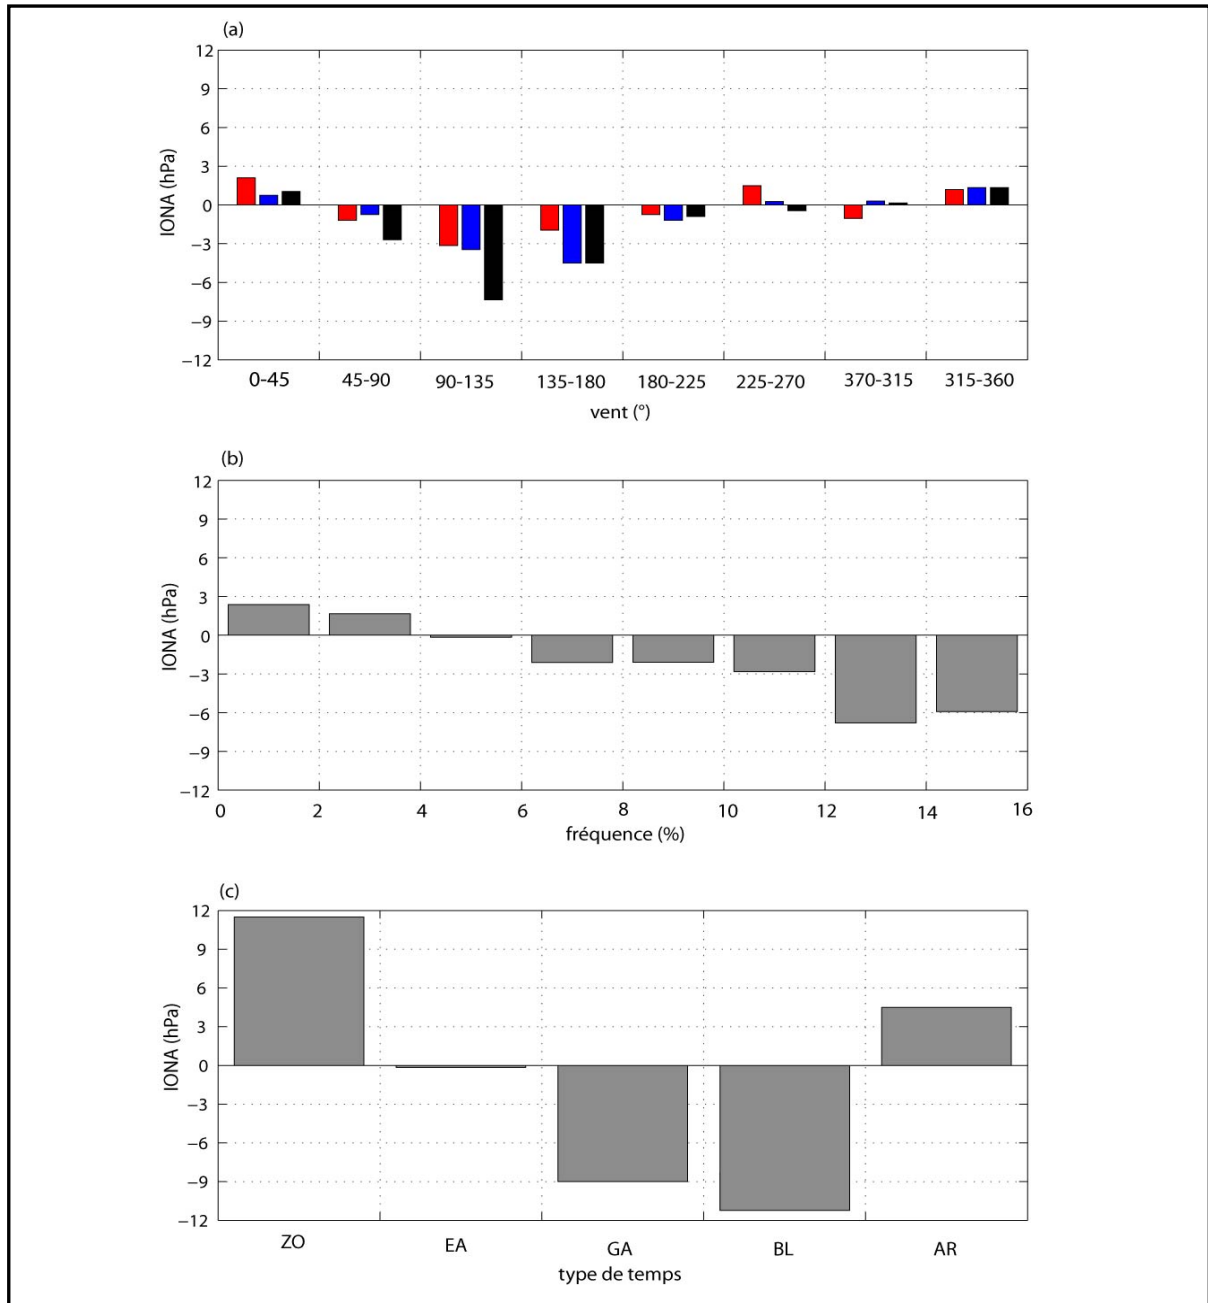 (a)
12
9
6
3
0
−3
−6
−9
−12
IONA (hPa)
0-45 45-90 90-135 135-180 180-225 225-270 370-315 315-360
vent (°)
(b)
12
9
6
3
0
−3
−6
−9
−12
IONA (hPa)
0 2 4 6 8 10 12 14 16
fréquence (%)
(c)
12
9
6
3
0
−3
−6
−9
−12
IONA (hPa)
ZO EA GA BL AR
type de temps